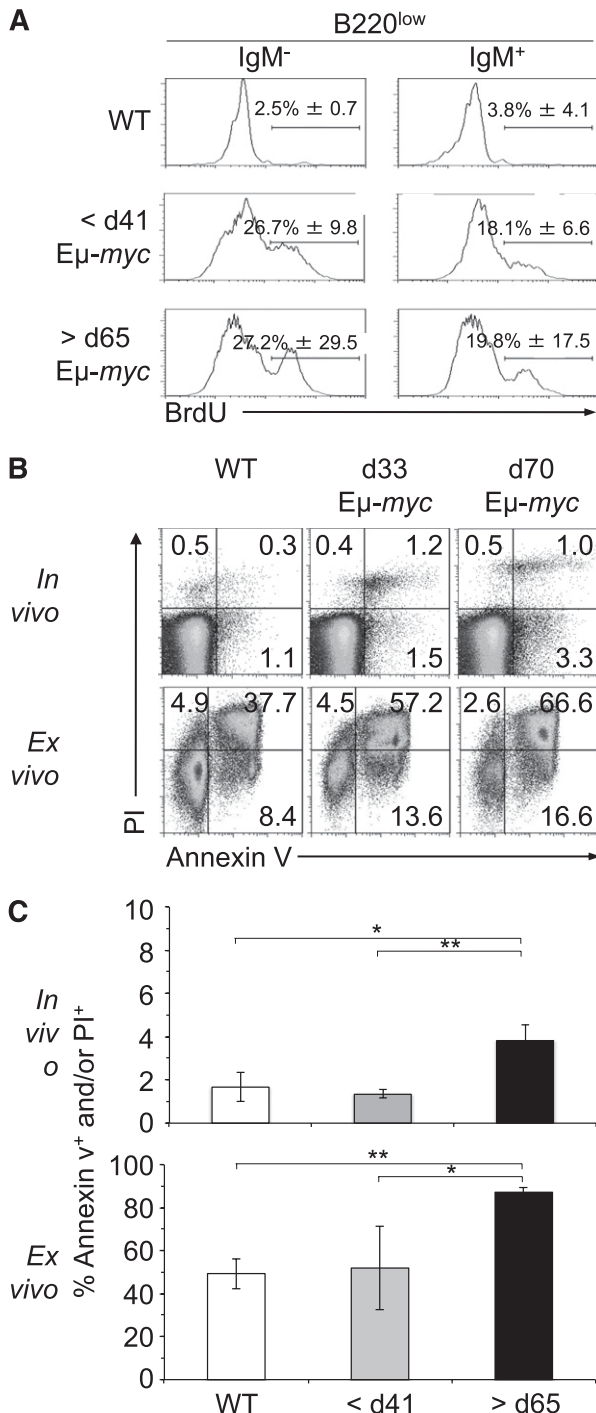 A
B220low
IgM- IgM+
WT 2.5% ± 0.7 3.8% ± 4.1
< d41 Eµ-myc 26.7% ± 9.8 18.1% ± 6.6
> d65 Eµ-myc 27.2% ± 29.5 19.8% ± 17.5
BrdU
B
WT d33 Eµ-myc d70 Eµ-myc
In vivo
0.5 0.3 0.4 1.2 0.5 1.0
1.1 1.5 3.3
Ex vivo
4.9 37.7 4.5 57.2 2.6 66.6
8.4 13.6 16.6
PI
Annexin V
C
% Annexin v+ and/or PI+
In viv o
10
8
6
4
2
0
* **
Ex vivo
100
80
60
40
20
0
** *
WT < d41 > d65